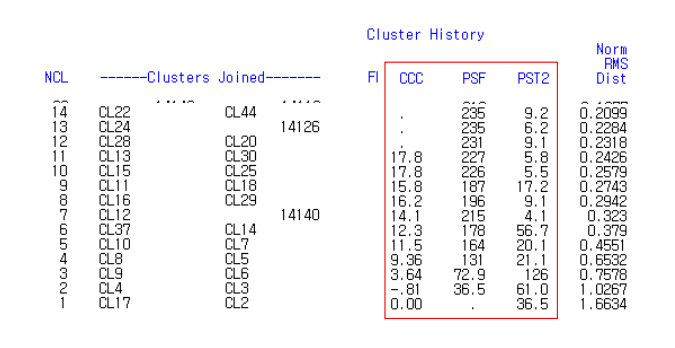 Cluster History
Norm
RMS
NCL ------Clusters Joined------- FI CCC PSF PST2 Dist
14 CL22 CL44 . 235 9.2 0.2099
13 CL24 14126 . 235 6.2 0.2284
12 CL28 CL20 . 231 9.1 0.2318
11 CL13 CL30 17.8 227 5.8 0.2426
10 CL15 CL25 17.8 226 5.5 0.2579
9 CL11 CL18 15.8 187 17.2 0.2743
8 CL16 CL29 16.2 196 9.1 0.2942
7 CL12 14140 14.1 215 4.1 0.323
6 CL37 CL14 12.3 178 56.7 0.379
5 CL10 CL7 11.5 164 20.1 0.4551
4 CL8 CL5 9.36 131 21.1 0.6532
3 CL9 CL6 3.64 72.9 126 0.7578
2 CL4 CL3 -.81 36.5 61.0 1.0267
1 CL17 CL2 0.00 . 36.5 1.6634